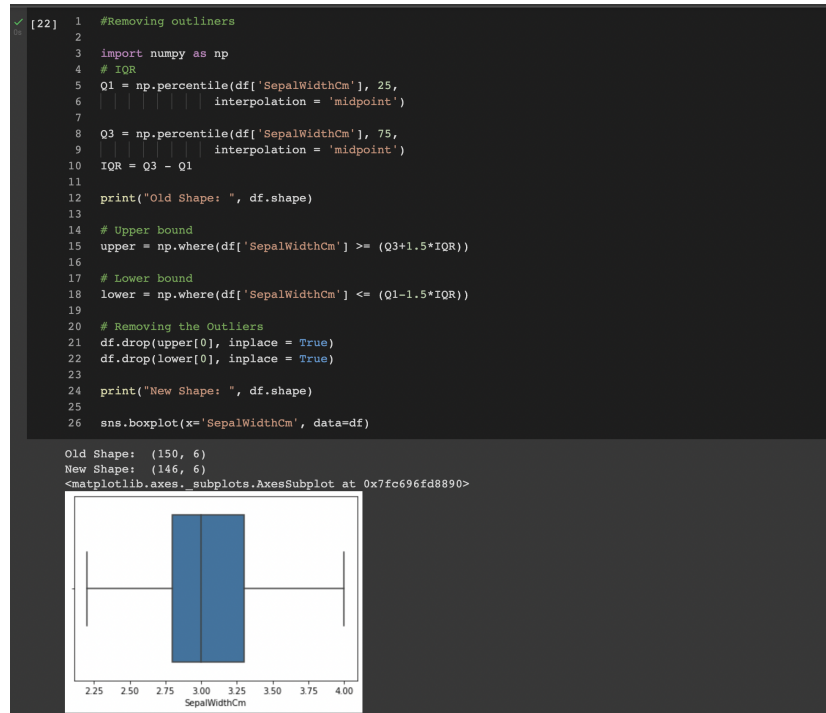 [22] 1 #Removing outliners
0s 2
3 import numpy as np
4 # IQR
5 Q1 = np.percentile(df['SepalWidthCm'], 25,
6 interpolation = 'midpoint')
7
8 Q3 = np.percentile(df['SepalWidthCm'], 75,
9 interpolation = 'midpoint')
10 IQR = Q3 - Q1
11
12 print("Old Shape: ", df.shape)
13
14 # Upper bound
15 upper = np.where(df['SepalWidthCm'] >= (Q3+1.5*IQR))
16
17 # Lower bound
18 lower = np.where(df['SepalWidthCm'] <= (Q1-1.5*IQR))
19
20 # Removing the Outliers
21 df.drop(upper[0], inplace = True)
22 df.drop(lower[0], inplace = True)
23
24 print("New Shape: ", df.shape)
25
26 sns.boxplot(x='SepalWidthCm', data=df)
Old Shape: (150, 6)
New Shape: (146, 6)
<matplotlib.axes._subplots.AxesSubplot at 0x7fc696fd8890>
2.25 2.50 2.75 3.00 3.25 3.50 3.75 4.00
SepalWidthCm